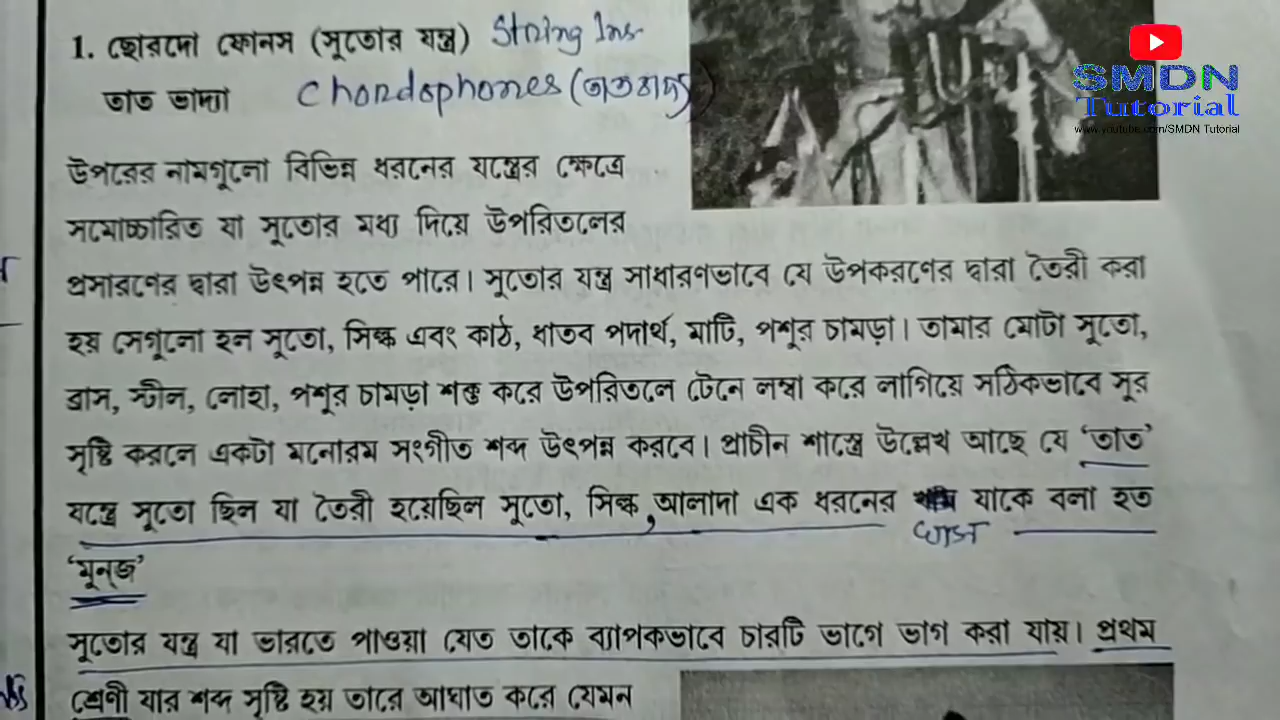 1. ছোরদো ফোনস (সুতোর যন্ত্র) String Ins-
তাত ভাদ্যা Chordophones (তাত বাদ্য)
SMDN
Tutorial
www.youtube.com/SMDN Tutorial
উপরের নামগুলো বিভিন্ন ধরনের যন্ত্রের ক্ষেত্রে
সমোচ্চারিত যা সুতোর মধ্য দিয়ে উপরিতলের
প্রসারণের দ্বারা উৎপন্ন হতে পারে। সুতোর যন্ত্র সাধারণভাবে যে উপকরণের দ্বারা তৈরী করা
হয় সেগুলো হল সুতো, সিল্ক এবং কাঠ, ধাতব পদার্থ, মাটি, পশুর চামড়া। তামার মোটা সুতো,
ব্রাস, স্টীল, লোহা, পশুর চামড়া শক্ত করে উপরিতলে টেনে লম্বা করে লাগিয়ে সঠিকভাবে সুর
সৃষ্টি করলে একটা মনোরম সংগীত শব্দ উৎপন্ন করবে। প্রাচীন শাস্ত্রে উল্লেখ আছে যে ‘তাত’
যন্ত্রে সুতো ছিল যা তৈরী হয়েছিল সুতো, সিল্ক, আলাদা এক ধরনের যাকে বলা হত
ঘাস
‘মুন্‌জ’
সুতোর যন্ত্র যা ভারতে পাওয়া যেত তাকে ব্যাপকভাবে চারটি ভাগে ভাগ করা যায়। প্রথম
শ্রেণী যার শব্দ সৃষ্টি হয় তারে আঘাত করে যেমন